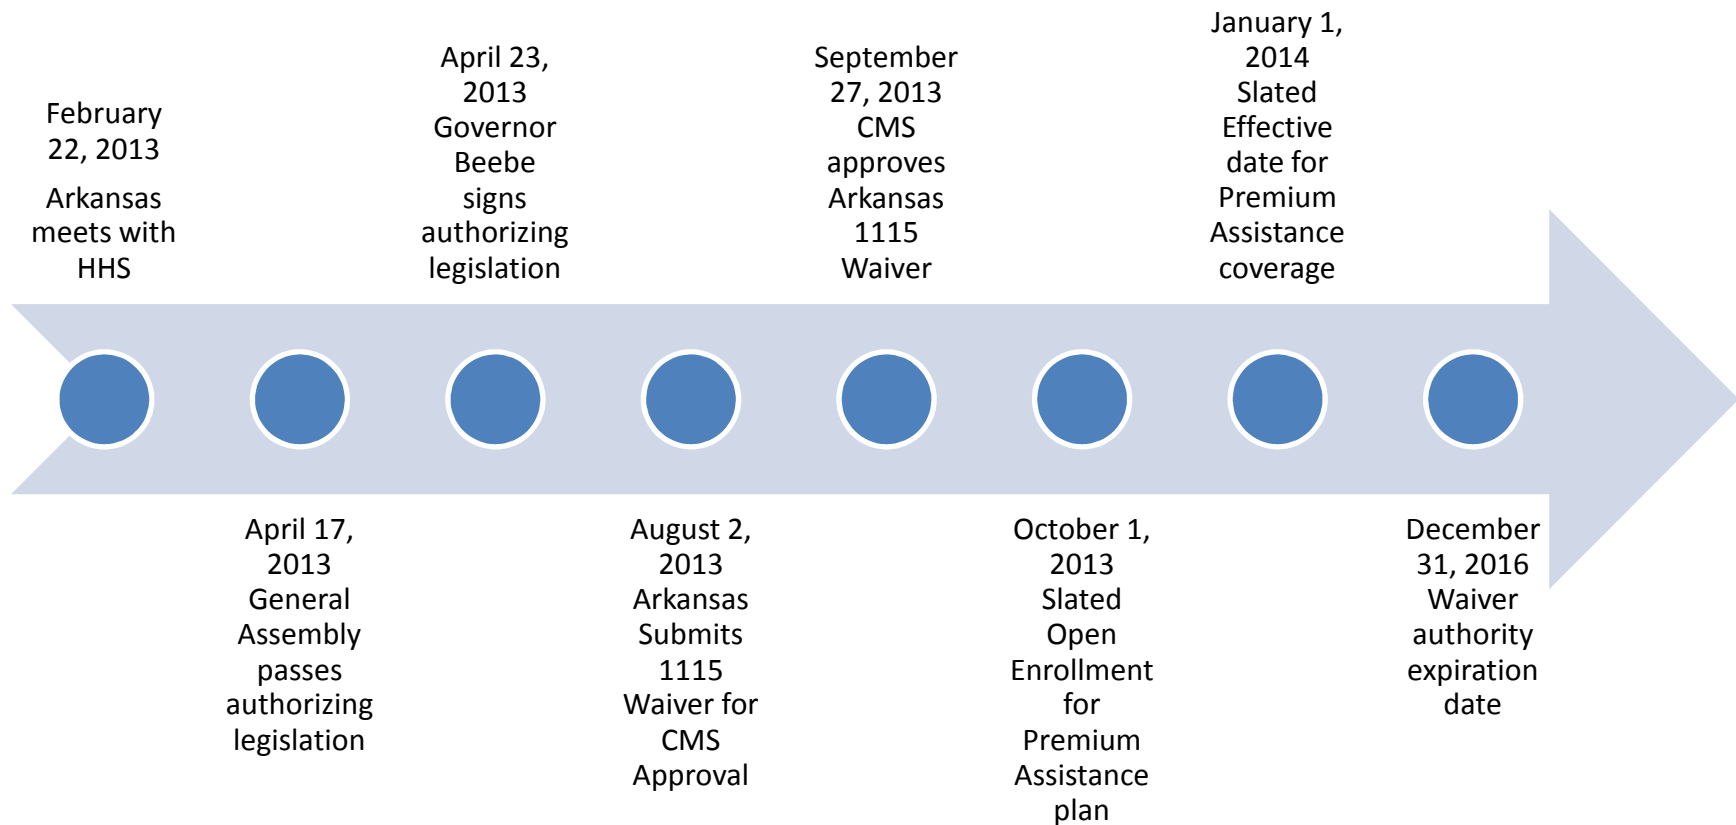 February
22, 2013
Arkansas
meets with
HHS
April 17,
2013
General
Assembly
passes
authorizing
legislation
April 23,
2013
Governor
Beebe
signs
authorizing
legislation
August 2,
2013
Arkansas
Submits
1115
Waiver for
CMS
Approval
September
27, 2013
CMS
approves
Arkansas
1115
Waiver
October 1,
2013
Slated
Open
Enrollment
for
Premium
Assistance
plan
January 1,
2014
Slated
Effective
date for
Premium
Assistance
coverage
December
31, 2016
Waiver
authority
expiration
date